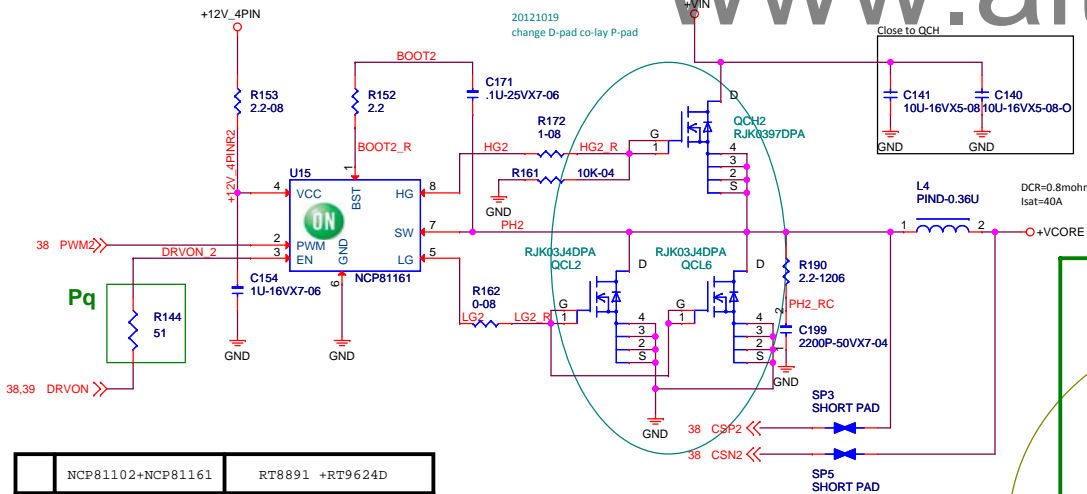 www.al
+12V_4PIN
20121019
change D-pad co-lay P-pad
+VIN
Close to QCH
BOOT2
R153
2.2-08
R152
2.2
C171
.1U-25VX7-06
C141
10U-16VX5-08
C140
10U-16VX5-08-O
GND
GND
D
R172
1-08
G
1
QCH2
RJK0397DPA
HG2
HG2_R
4
3
2
S
+12V_4PINR2
BOOT2_R
R161
10K-04
GND
U15
1
4
VCC
BST
HG
8
ON
SW
7
PH2
L4
PIND-0.36U
1
2
DCR=0.8mohm
Isat=40A
+VCORE
38 PWM2
2
PWM
DRVON_2
3
EN
GND
LG
5
6
NCP81161
RJK03J4DPA
QCL2
RJK03J4DPA
QCL6
D
D
R190
2.2-1206
Pq
C154
1U-16VX7-06
R162
0-08
G
1
G
1
PH2_RC
R144
51
LG2
LG2_R
4
3
2
S
4
3
2
S
2
C199
2200P-50VX7-04
1
GND
GND
GND
38,39 DRVON
SP3
SHORT PAD
GND
38 CSP2
38 CSN2
SP5
SHORT PAD
NCP81102+NCP81161
RT8891 +RT9624D